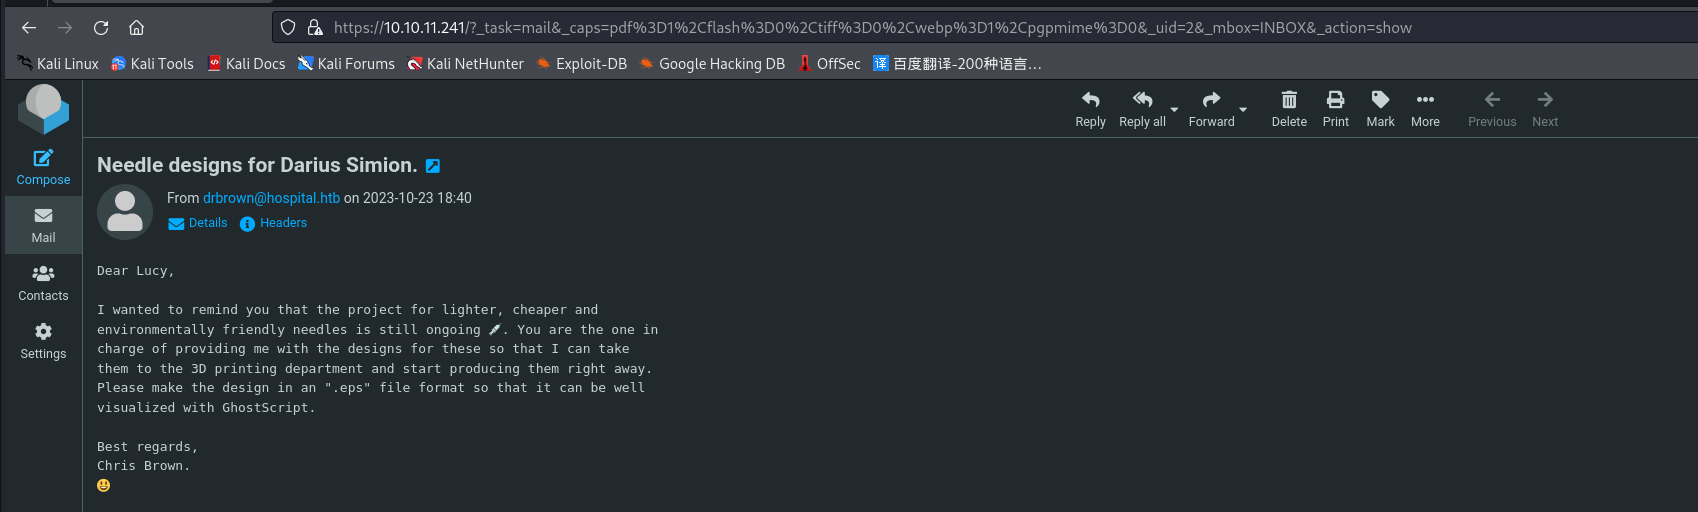 https://10.10.11.241/?_task=mail&_caps=pdf%3D1%2Cflash%3D0%2Ctiff%3D0%2Cwebp%3D1%2Cpgpmime%3D0&_uid=2&_mbox=INBOX&_action=show
Kali Linux Kali Tools Kali Docs Kali Forums Kali NetHunter Exploit-DB Google Hacking DB OffSec 译 百度翻译-200种语言...
Reply Reply all Forward Delete Print Mark More Previous Next
Compose
Mail
Contacts
Settings
Needle designs for Darius Simion.
From drbrown@hospital.htb on 2023-10-23 18:40
Details Headers
Dear Lucy,
I wanted to remind you that the project for lighter, cheaper and
environmentally friendly needles is still ongoing 💉. You are the one in
charge of providing me with the designs for these so that I can take
them to the 3D printing department and start producing them right away.
Please make the design in an ".eps" file format so that it can be well
visualized with GhostScript.
Best regards,
Chris Brown.
😃